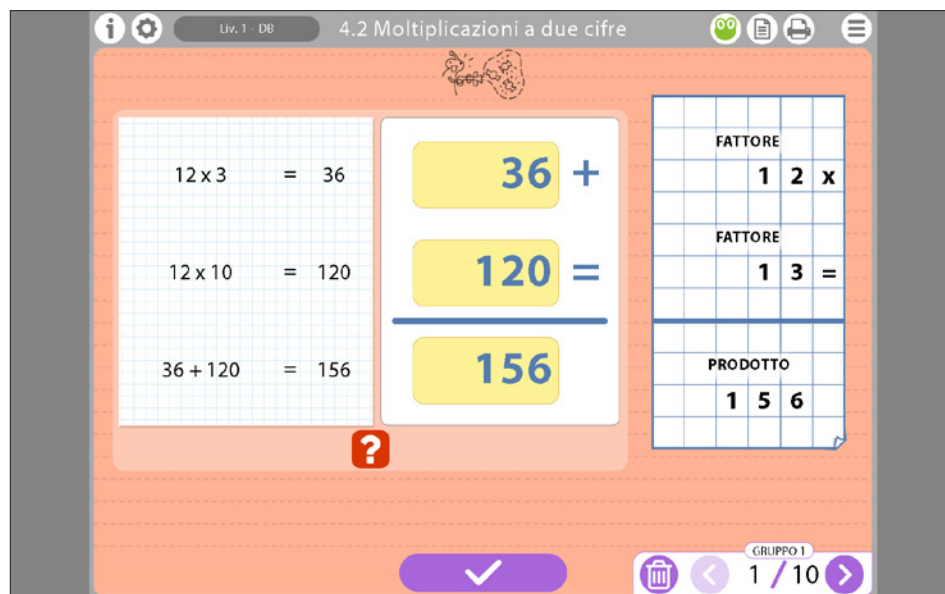 Liv. 1 - DB
4.2 Moltiplicazioni a due cifre
12 x 3 = 36
12 x 10 = 120
36 + 120 = 156
36 +
120 =
156
?
FATTORE
1 2 x
FATTORE
1 3 =
PRODOTTO
1 5 6
GRUPPO 1
1 / 10